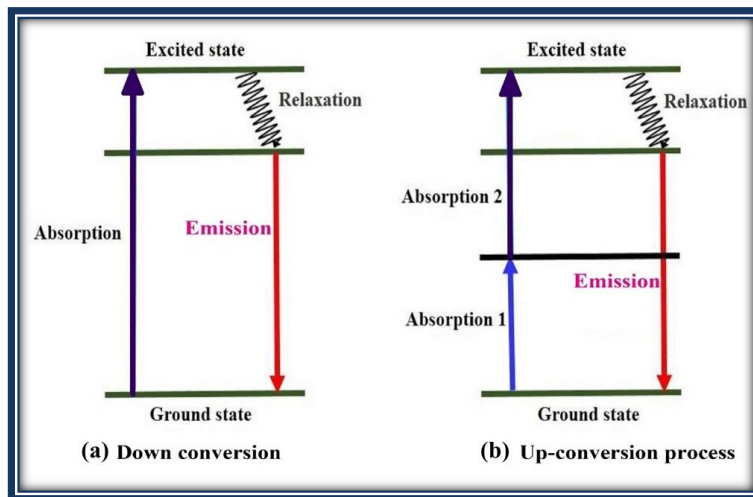 Excited state
Relaxation
Absorption
Emission
Ground state
(a) Down conversion
Excited state
Relaxation
Absorption 2
Emission
Absorption 1
Ground state
(b) Up-conversion process